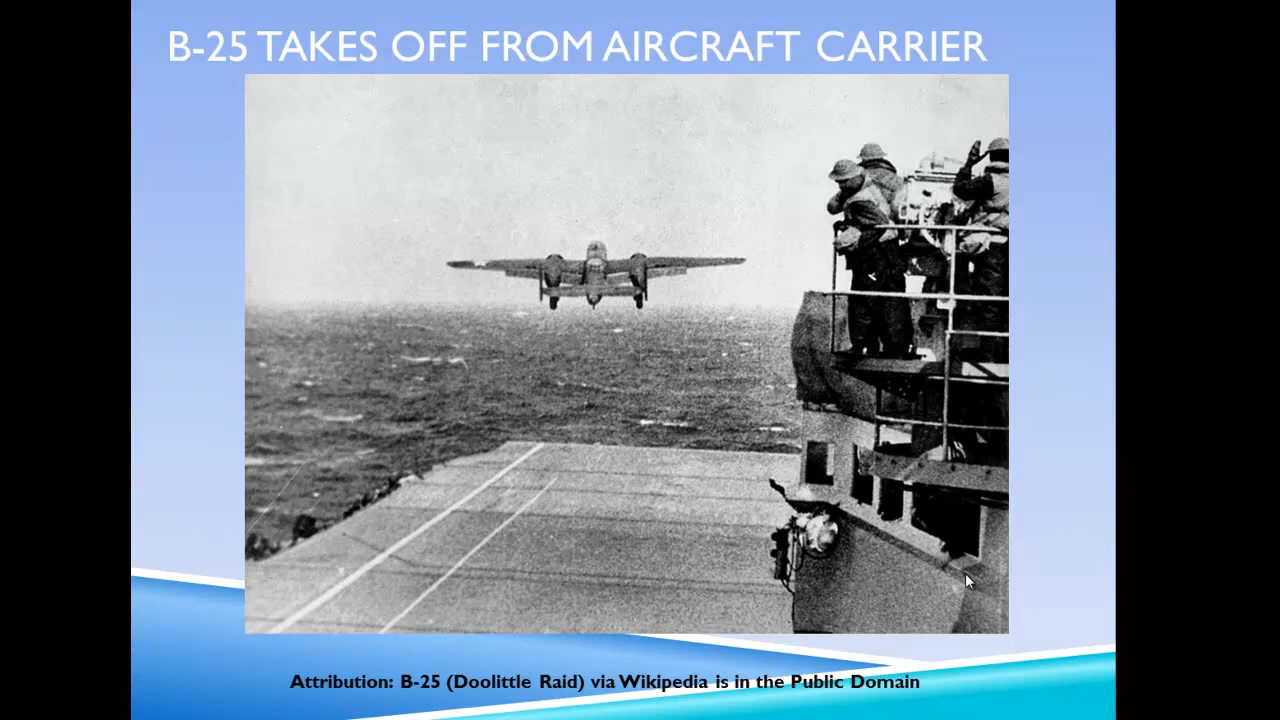 B-25 TAKES OFF FROM AIRCRAFT CARRIER
Attribution: B-25 (Doolittle Raid) via Wikipedia is in the Public Domain